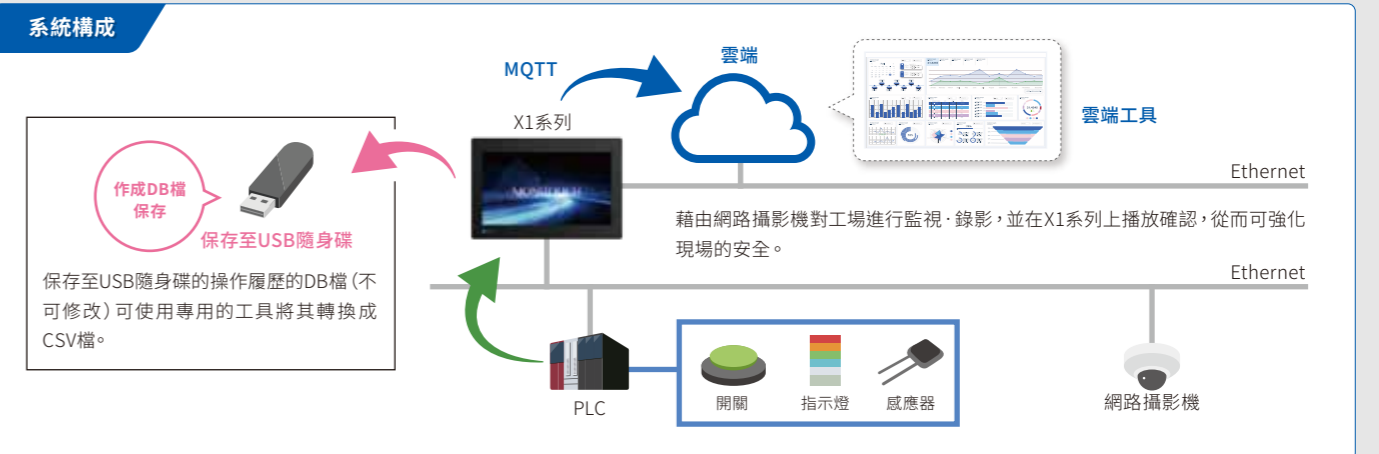 系統構成
MQTT
雲端
雲端工具
X1系列
MONITOUCH
Ethernet
作成DB檔
保存
保存至USB隨身碟
保存至USB隨身碟的操作履歷的DB檔(不
可修改)可使用專用的工具將其轉換成
CSV檔。
藉由網路攝影機對工場進行監視·錄影,並在X1系列上播放確認,從而可強化
現場的安全。
Ethernet
PLC
開關
指示燈
感應器
網路攝影機